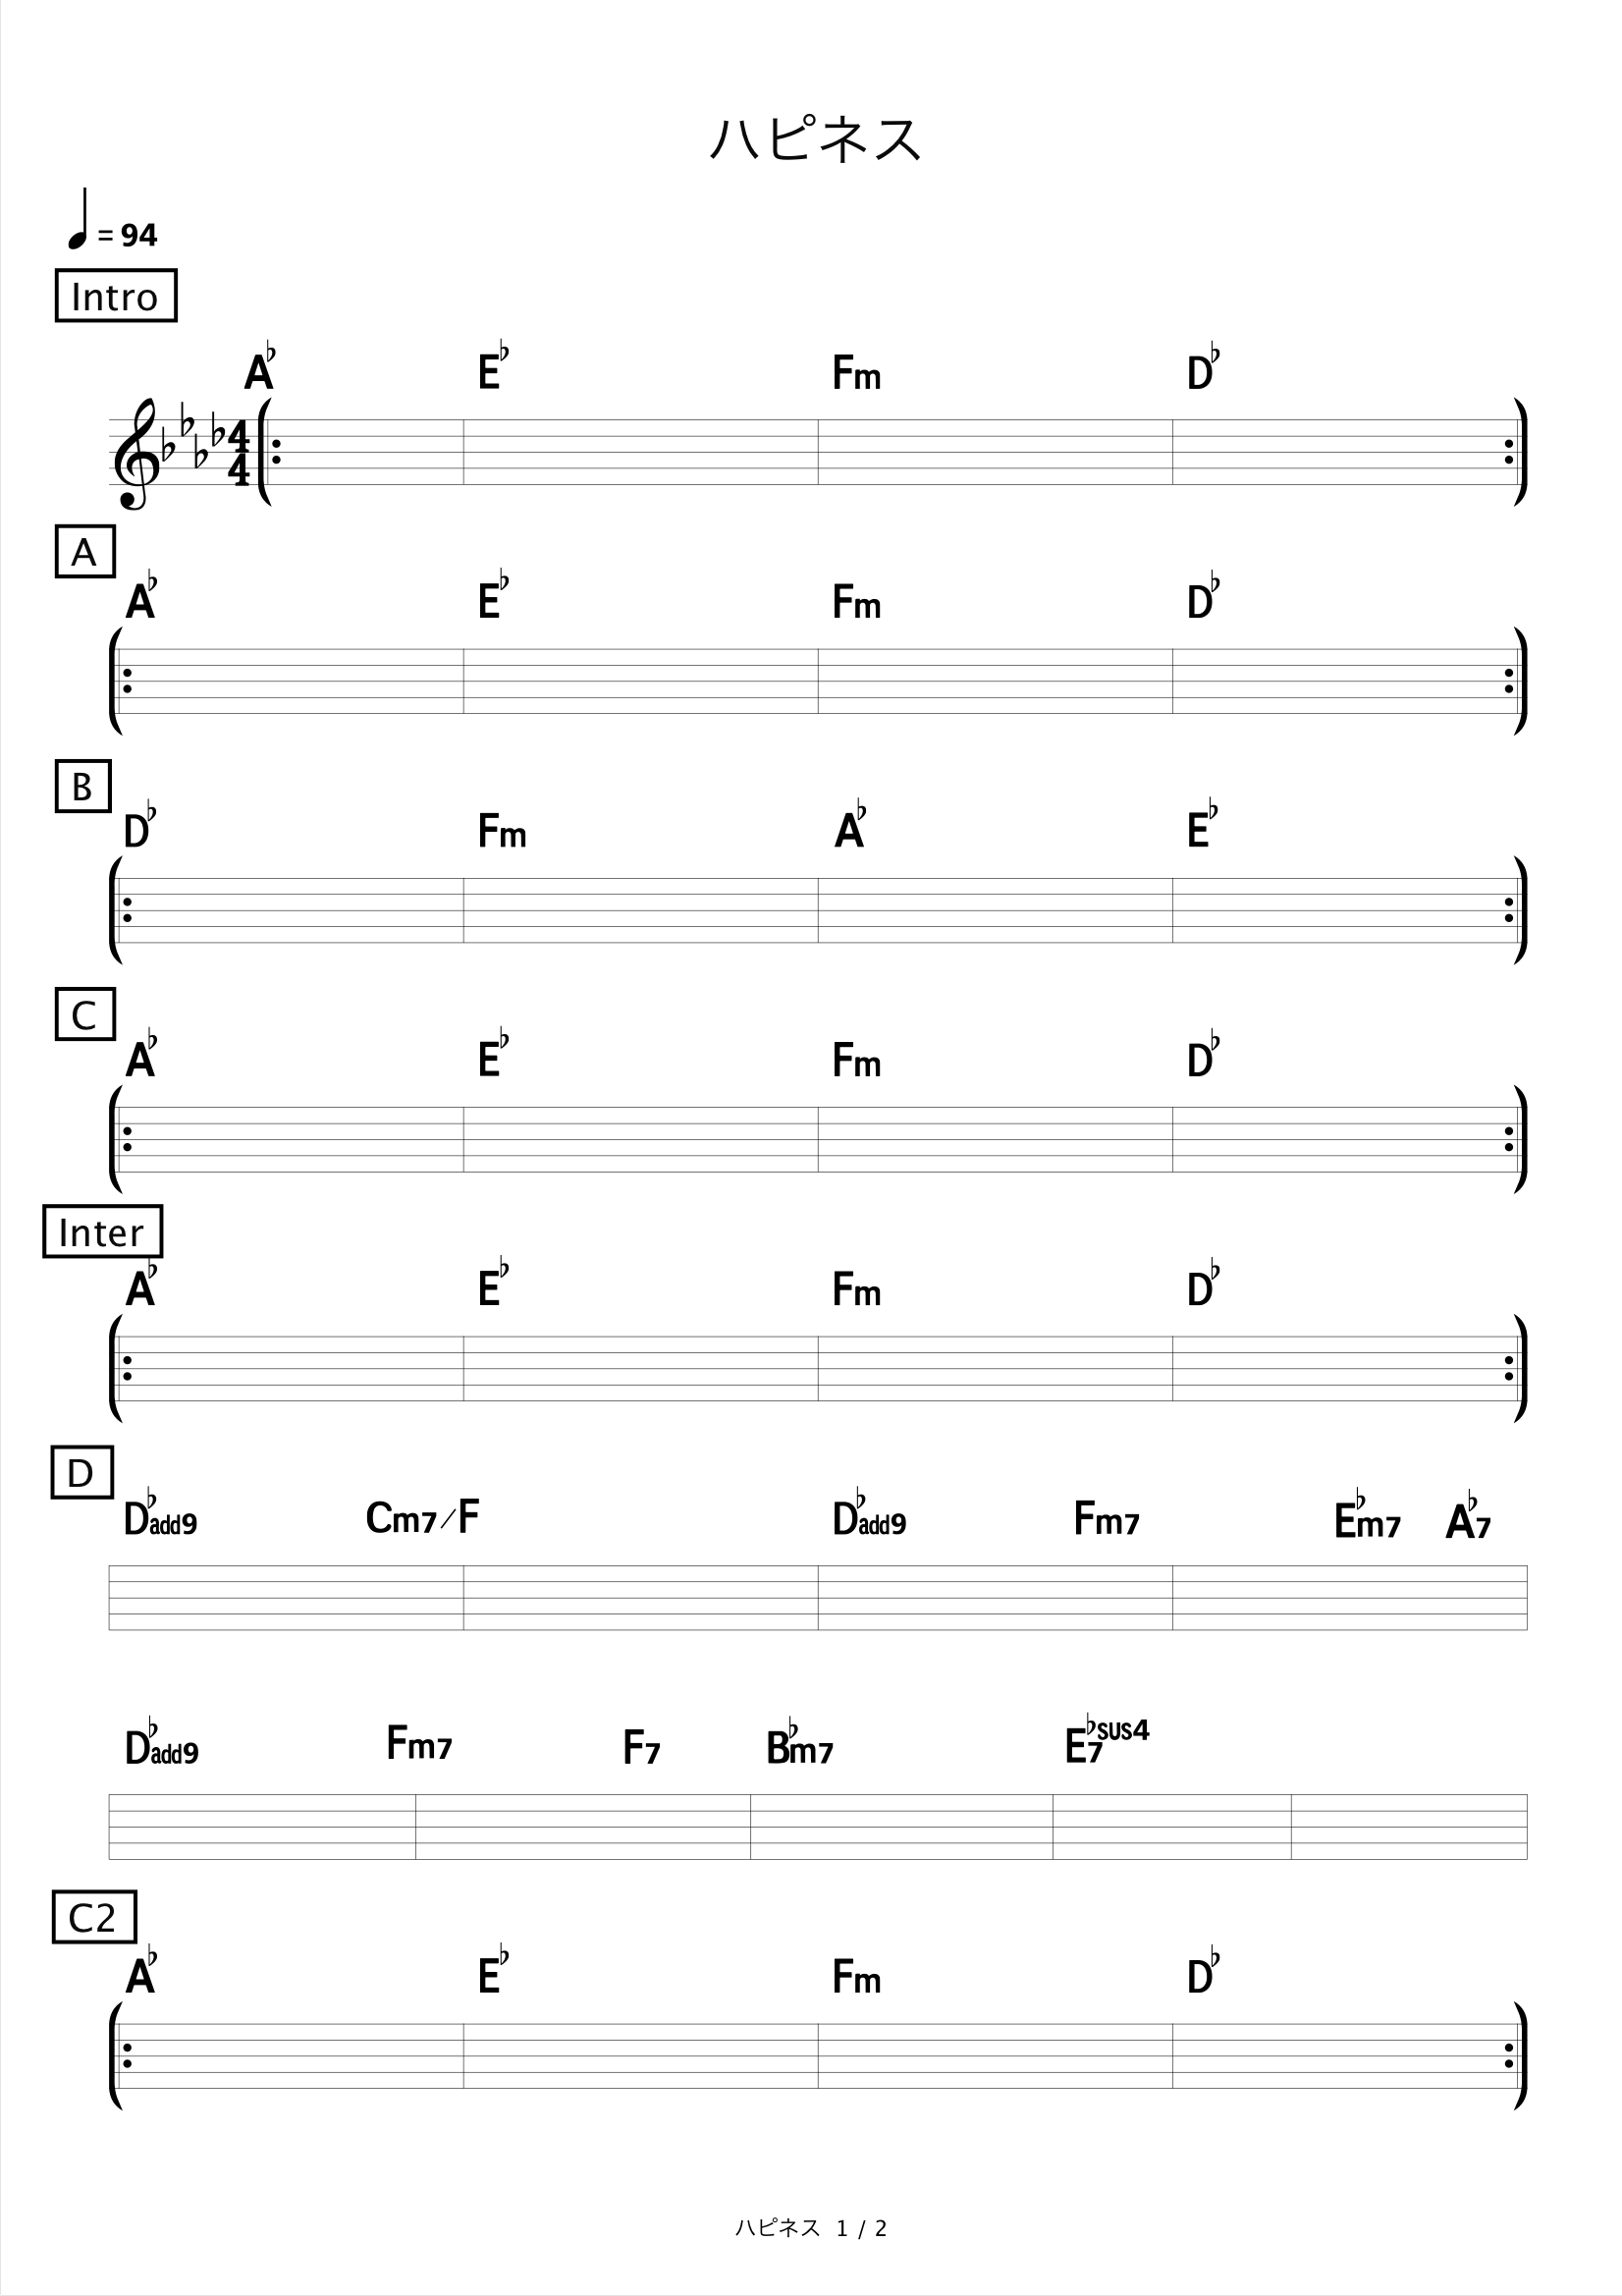 ハピネス
= 94
Intro
A♭ E♭ Fm D♭
4
4
A
A♭ E♭ Fm D♭
B
D♭ Fm A♭ E♭
C
A♭ E♭ Fm D♭
Inter
A♭ E♭ Fm D♭
D
D♭add9 Cm7/F D♭add9 Fm7 E♭m7 A♭7
D♭add9 Fm7 F7 B♭m7 E♭7sus4
C2
A♭ E♭ Fm D♭
ハピネス 1 / 2